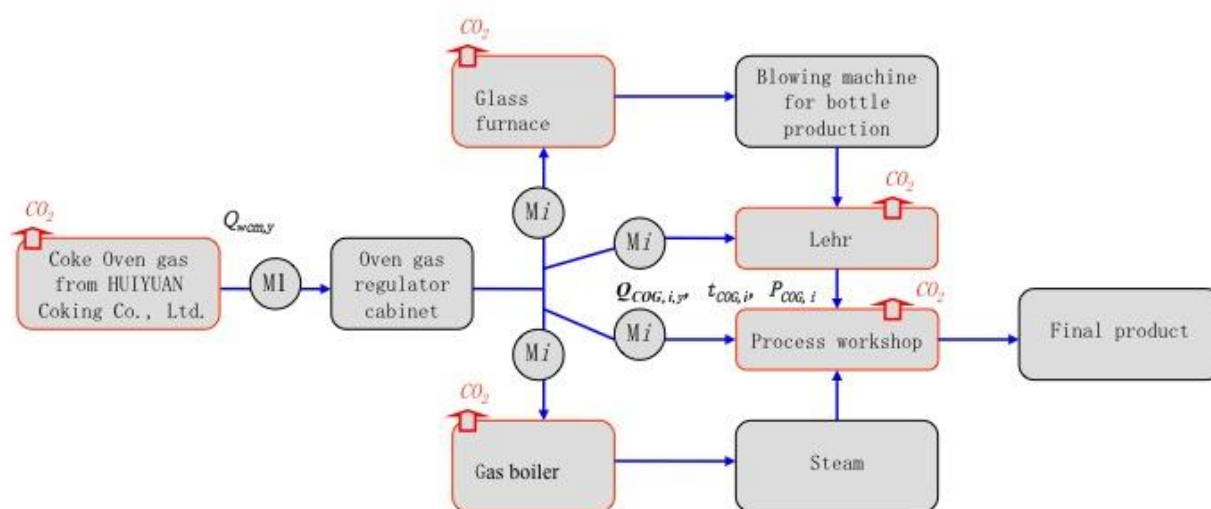 CO2
Glass
furnace
Blowing machine
for bottle
production
Mi
CO2
Qwcm,y
Coke Oven gas
from HUIYUAN
Coking Co., Ltd.
M1
Oven gas
regulator
cabinet
Mi
CO2
Lehr
QCOG,i,y, tCOG,i, PCOG,i
CO2
Mi
Process workshop
Final product
Mi
CO2
Gas boiler
Steam